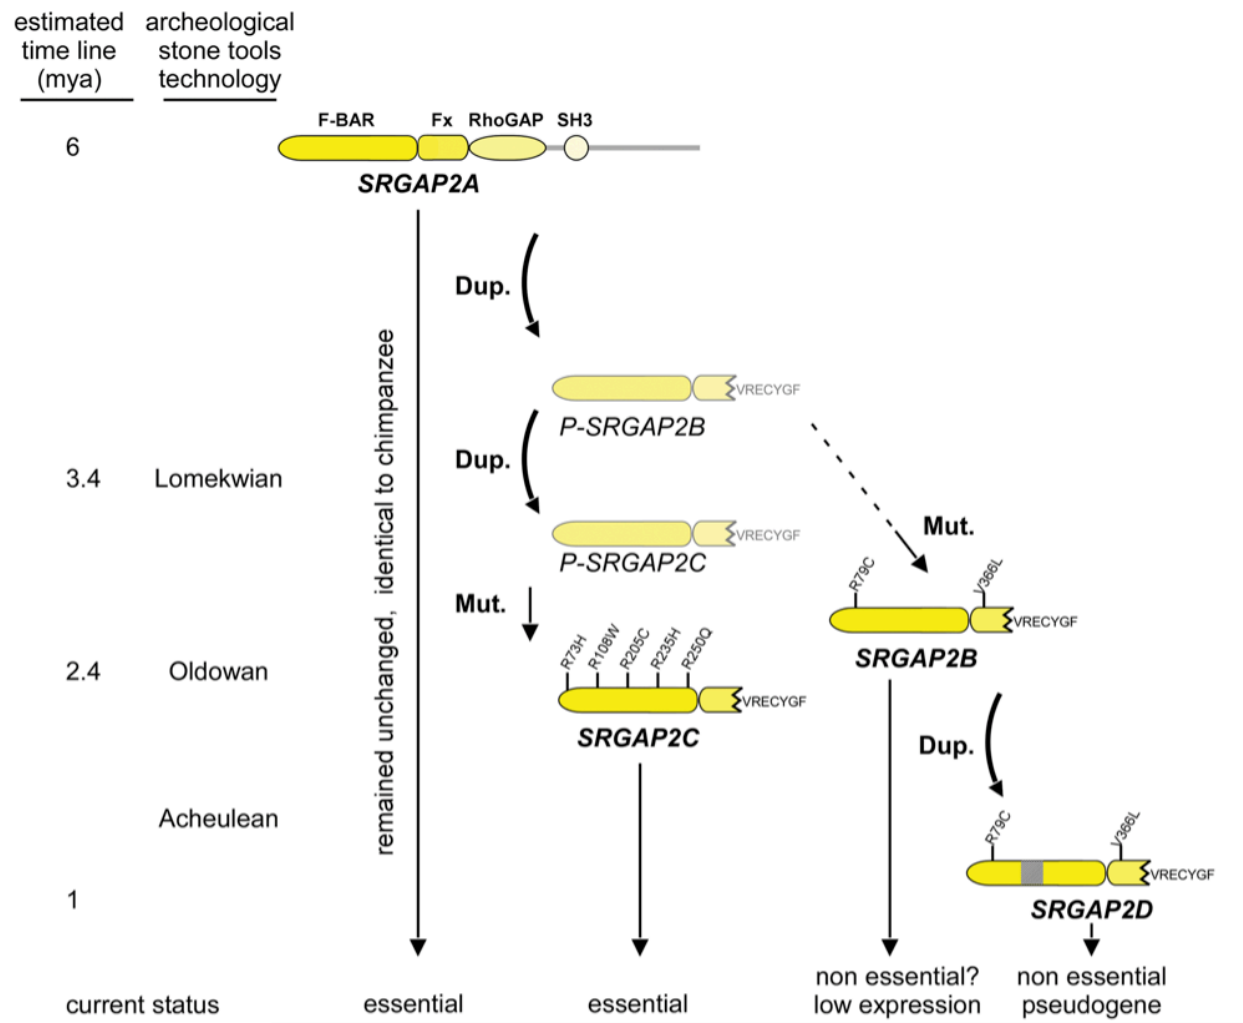 estimated
time line
(mya)
archeological
stone tools
technology
F-BAR Fx RhoGAP SH3
6
SRGAP2A
Dup.
remained unchanged, identical to chimpanzee
VRECYGF
P-SRGAP2B
Dup.
3.4 Lomekwian
VRECYGF
P-SRGAP2C
Mut.
Mut.
R79C V366L
VRECYGF
SRGAP2B
R73H R108W R205C R235H R250Q
2.4 Oldowan
VRECYGF
SRGAP2C
Dup.
Acheulean
R79C V366L
VRECYGF
1
SRGAP2D
current status
essential
essential
non essential?
low expression
non essential
pseudogene